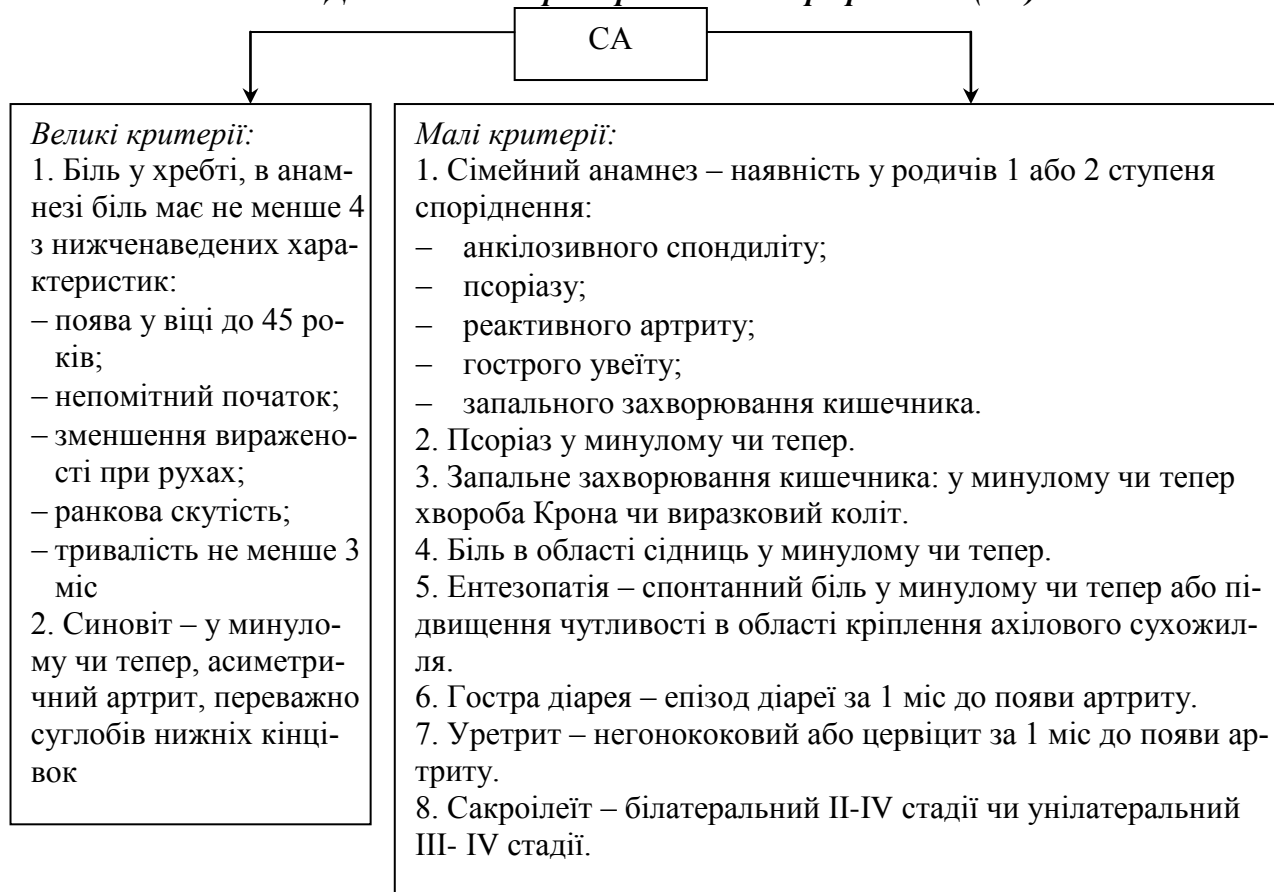 СА
Великі критерії:
1. Біль у хребті, в анам-
незі біль має не менше 4
з нижченаведених хара-
ктеристик:
– поява у віці до 45 ро-
ків;
– непомітний початок;
– зменшення вираженo-
сті при рухах;
– ранкова скутість;
– тривалість не менше 3
міс
2. Синовіт – у минуло-
му чи тепер, асиметри-
чний артрит, переважно
суглобів нижніх кінці-
вок
Малі критерії:
1. Сімейний анамнез – наявність у родичів 1 або 2 ступеня
споріднення:
– анкілозивного спондиліту;
– псоріазу;
– реактивного артриту;
– гострого увеїту;
– запального захворювання кишечника.
2. Псоріаз у минулому чи тепер.
3. Запальне захворювання кишечника: у минулому чи тепер
хвороба Крона чи виразковий коліт.
4. Біль в області сідниць у минулому чи тепер.
5. Ентезопатія – спонтанний біль у минулому чи тепер або пі-
двищення чутливості в області кріплення ахілового сухожил-
ля.
6. Гостра діарея – епізод діареї за 1 міс до появи артриту.
7. Уретрит – негонококовий або цервіцит за 1 міс до появи ар-
триту.
8. Сакроілеїт – білатеральний II-IV стадії чи унілатеральний
III- IV стадії.